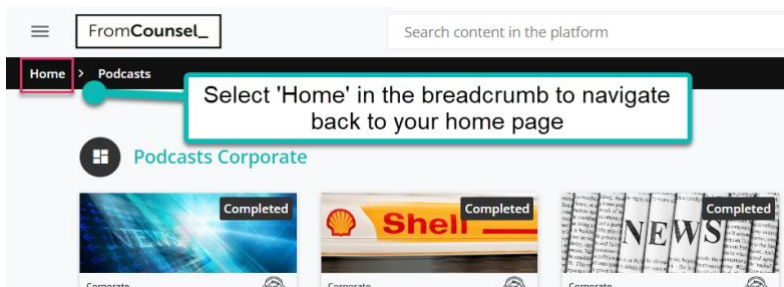 FromCounsel_
Search content in the platform
Home > Podcasts
Select 'Home' in the breadcrumb to navigate
back to your home page
Podcasts Corporate
Completed
Completed
Completed
Shell
NEWS
Corporate
Corporate
Corporate